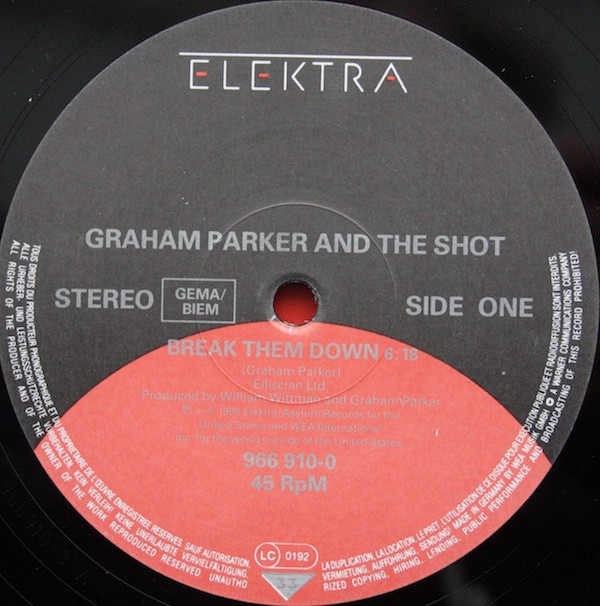 ELEKTRA
GRAHAM PARKER AND THE SHOT
STEREO
GEMA/
BIEM
SIDE ONE
BREAK THEM DOWN 6:18
(Graham Parker)
Ellisclan Ltd.
Produced by William Wittman and Graham Parker
1985 Elektra/Asylum Records for the
United States and WEA International
Inc. for the world outside of the United States.
966 910-0
45 RpM
LC 0192
33
TOUS DROITS DU PRODUCTEUR PHONOGRAPHIQUE ET DU PROPRIETAIRE DE L'ŒUVRE ENREGISTREE RESERVES SAUF AUTORISATION.
LA DUPLICATION, LA LOCATION, LE PRET, L'UTILISATION DE CE DISQUE POUR EXECUTION PUBLIQUE ET RADIODIFFUSION SONT INTERDITS.
ALLE URHEBER- UND LEISTUNGSSCHUTZRECHTE VORBEHALTEN. KEIN VERLEIH! KEINE UNERLAUBTE VERVIELFÄLTIGUNG,
VERMIETUNG, AUFFÜHRUNG, SENDUNG. MADE IN GERMANY BY WEA MUSIK GMBH A WARNER COMMUNICATIONS COMPANY
ALL RIGHTS OF THE PRODUCER AND OF THE OWNER OF THE WORK REPRODUCED RESERVED UNAUTHO
RIZED COPYING, HIRING, LENDING, PUBLIC PERFORMANCE AND BROADCASTING OF THIS RECORD PROHIBITED!